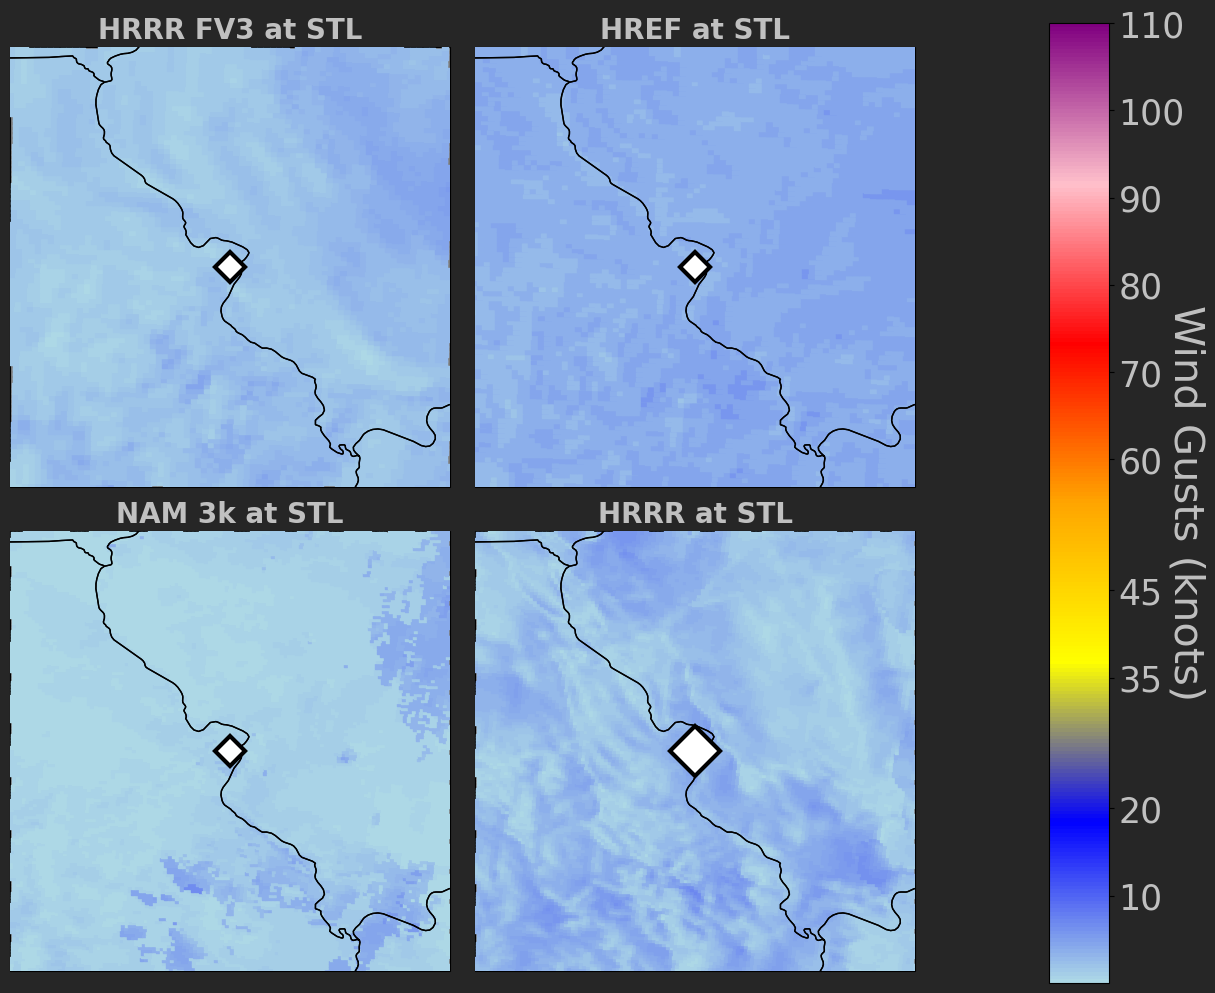 HRRR FV3 at STL
HREF at STL
NAM 3k at STL
HRRR at STL
110
100
90
80
70
60
45
35
20
10
Wind Gusts (knots)